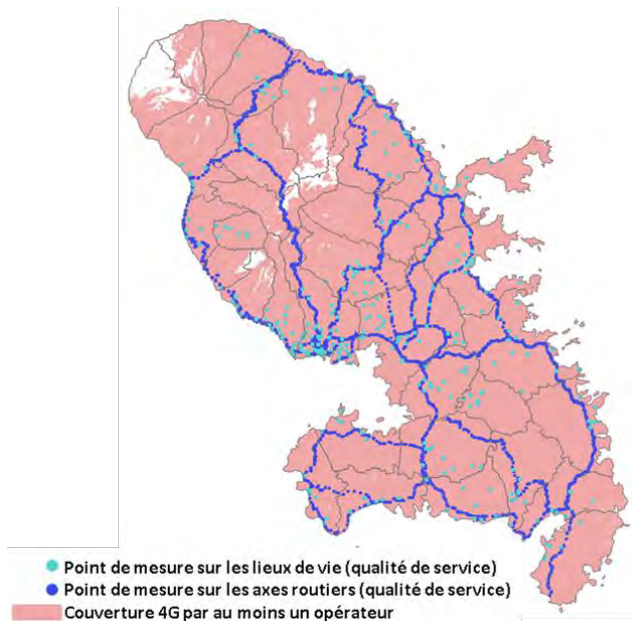 Point de mesure sur les lieux de vie (qualité de service)
Point de mesure sur les axes routiers (qualité de service)
Couverture 4G par au moins un opérateur